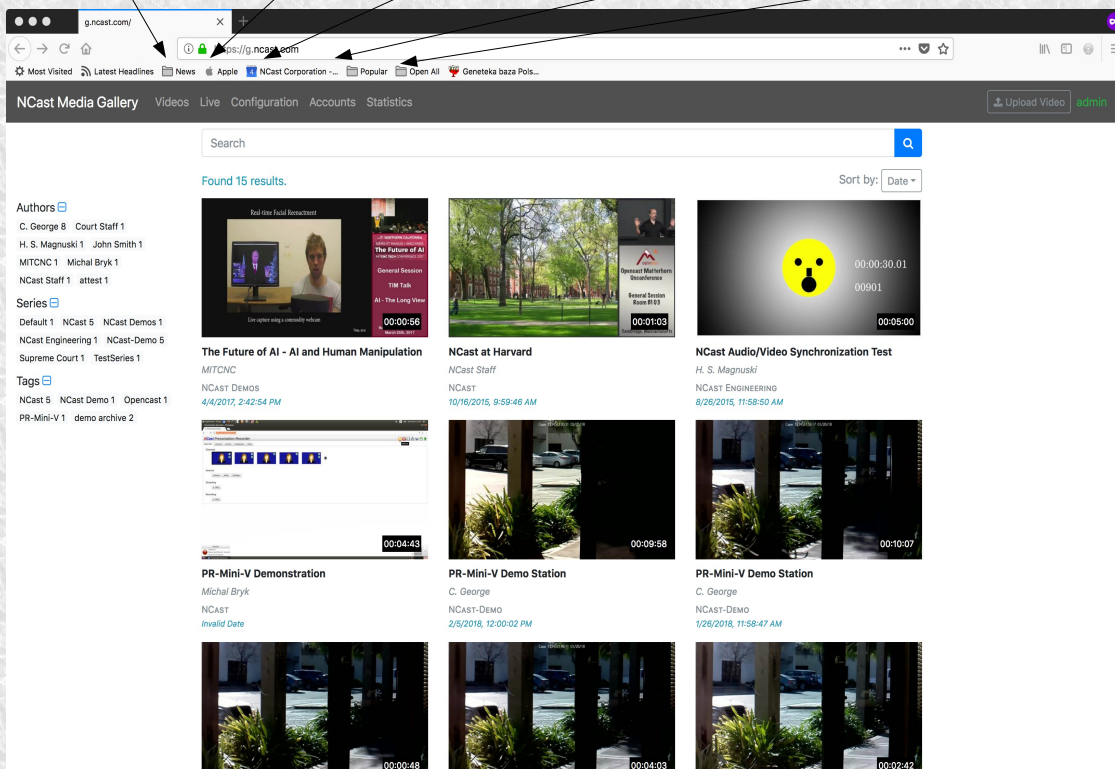 g.ncast.com/
s://g.ncast.com
Most Visited Latest Headlines News Apple NCast Corporation -... Popular Open All Geneteka baza Pols...
NCast Media Gallery Videos Live Configuration Accounts Statistics Upload Video admin
Search
Found 15 results. Sort by: Date
Authors
C. George 8 Court Staff 1
H. S. Magnuski 1 John Smith 1
MITCNC 1 Michal Bryk 1
NCast Staff 1 attest 1
Series
Default 1 NCast 5 NCast Demos 1
NCast Engineering 1 NCast-Demo 5
Supreme Court 1 TestSeries 1
Tags
NCast 5 NCast Demo 1 Opencast 1
PR-Mini-V 1 demo archive 2
Real-time Facial Reenactment
Live capture using a commodity webcam
The Future of AI
General Session
TIM Talk
AI - The Long View
March 25th, 2017
00:00:56
Opencast Matterhorn
Unconference
General Session
Room B103
00:01:03
00:00:30.01
00901
00:05:00
The Future of AI - AI and Human Manipulation
MITCNC
NCast Demos
4/4/2017, 2:42:54 PM
NCast at Harvard
NCast Staff
NCast
10/16/2015, 9:59:46 AM
NCast Audio/Video Synchronization Test
H. S. Magnuski
NCast Engineering
8/26/2015, 11:58:50 AM
00:04:43
00:09:58
00:10:07
PR-Mini-V Demonstration
Michal Bryk
NCast
Invalid Date
PR-Mini-V Demo Station
C. George
NCast-Demo
2/5/2018, 12:00:02 PM
PR-Mini-V Demo Station
C. George
NCast-Demo
1/26/2018, 11:58:47 AM
00:00:48
00:04:03
00:02:42